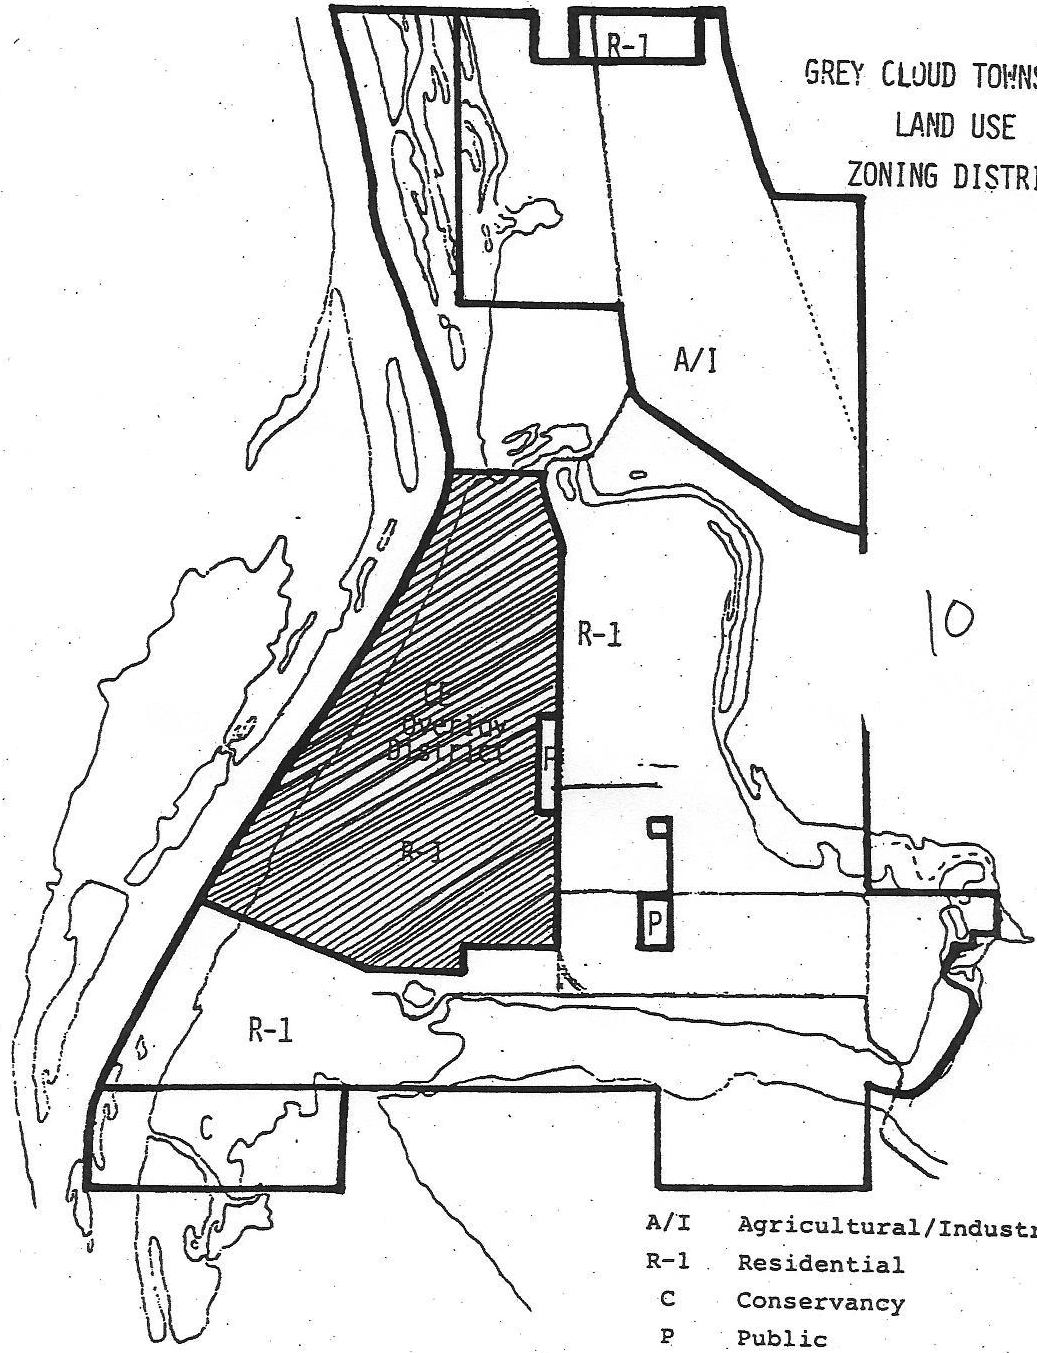 R-1
GREY CLOUD TOWNS
LAND USE
ZONING DISTRI
A/I
R-1
10
CE
Overlay
District
P
R-1
P
R-1
C
A/I Agricultural/Industr
R-1 Residential
C Conservancy
P Public